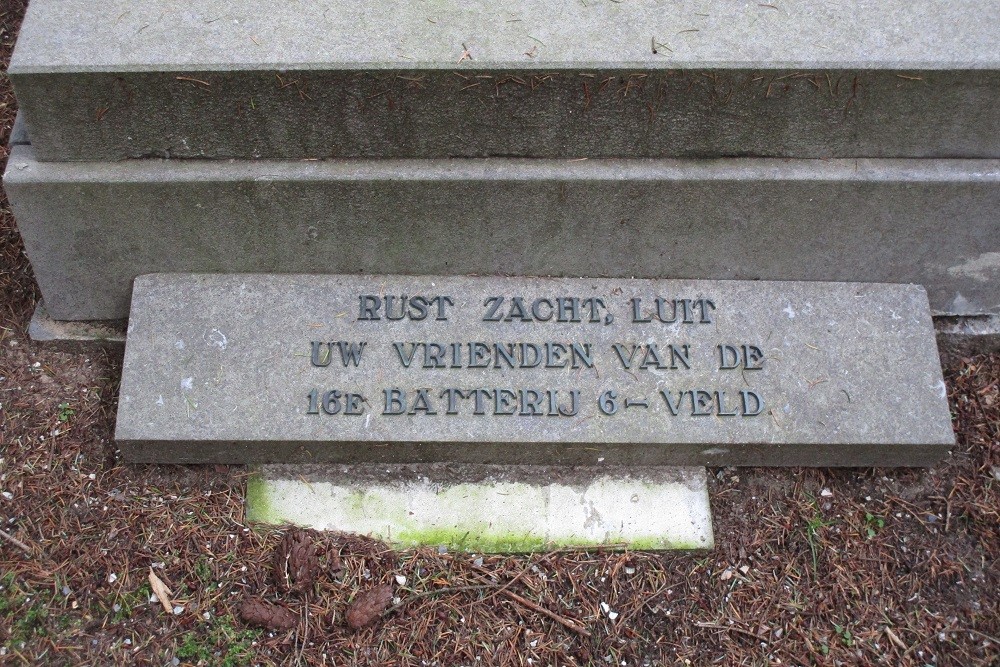 RUST ZACHT, LUIT
UW VRIENDEN VAN DE
16E BATTERIJ 6-VELD